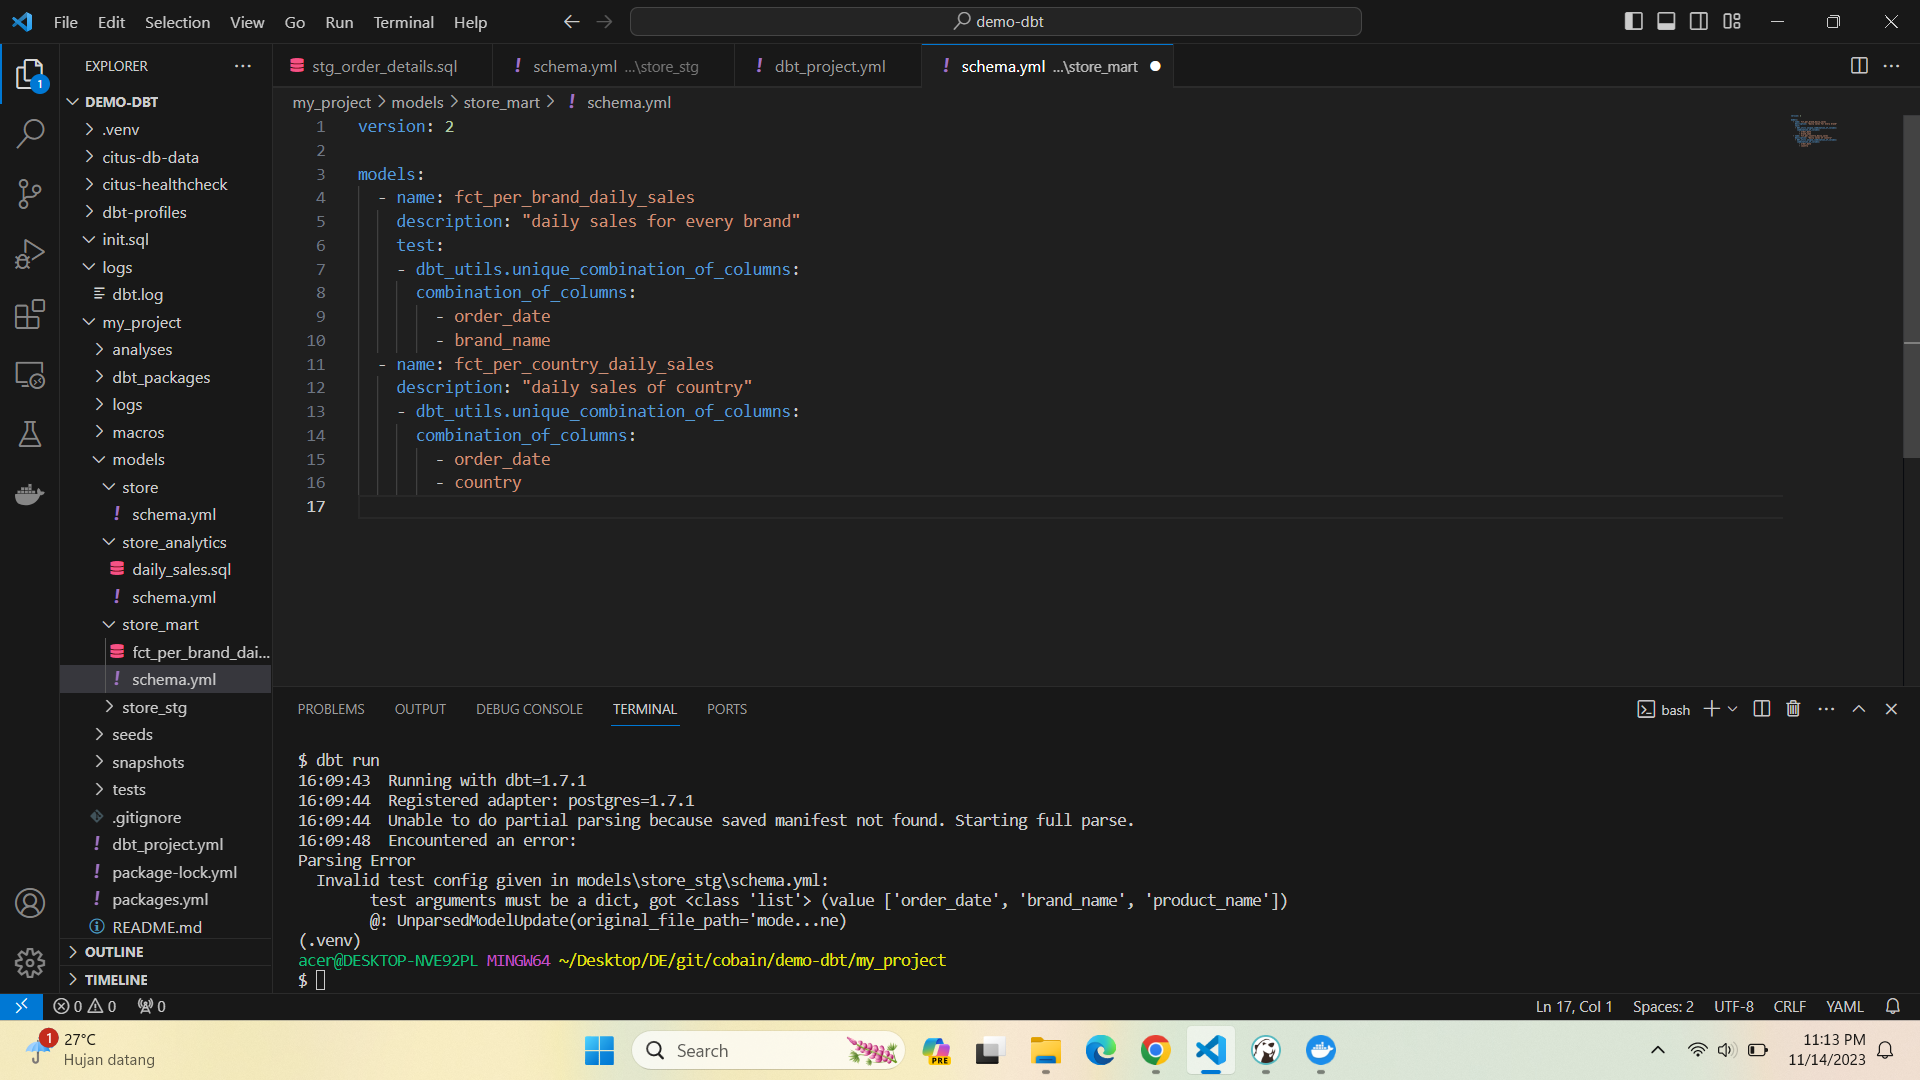 File Edit Selection View Go Run Terminal Help
demo-dbt
EXPLORER
1
DEMO-DBT
.venv
citus-db-data
citus-healthcheck
dbt-profiles
init.sql
logs
dbt.log
my_project
analyses
dbt_packages
logs
macros
models
store
schema.yml
store_analytics
daily_sales.sql
schema.yml
store_mart
fct_per_brand_dai...
schema.yml
store_stg
seeds
snapshots
tests
.gitignore
dbt_project.yml
package-lock.yml
packages.yml
README.md
OUTLINE
TIMELINE
stg_order_details.sql
schema.yml ...\store_stg
dbt_project.yml
schema.yml ...\store_mart
my_project > models > store_mart > ! schema.yml
1 version: 2
2
3 models:
4 - name: fct_per_brand_daily_sales
5 description: "daily sales for every brand"
6 test:
7 - dbt_utils.unique_combination_of_columns:
8 combination_of_columns:
9 - order_date
10 - brand_name
11 - name: fct_per_country_daily_sales
12 description: "daily sales of country"
13 - dbt_utils.unique_combination_of_columns:
14 combination_of_columns:
15 - order_date
16 - country
17
PROBLEMS OUTPUT DEBUG CONSOLE TERMINAL PORTS
bash
$ dbt run
16:09:43 Running with dbt=1.7.1
16:09:44 Registered adapter: postgres=1.7.1
16:09:44 Unable to do partial parsing because saved manifest not found. Starting full parse.
16:09:48 Encountered an error:
Parsing Error
Invalid test config given in models\store_stg\schema.yml:
test arguments must be a dict, got <class 'list'> (value ['order_date', 'brand_name', 'product_name'])
@: UnparsedModelUpdate(original_file_path='mode...ne)
(.venv)
acer@DESKTOP-NVE92PL MINGW64 ~/Desktop/DE/git/cobain/demo-dbt/my_project
$
0 0 0
Ln 17, Col 1 Spaces: 2 UTF-8 CRLF YAML
1
27°C
Hujan datang
Search
PRE
11:13 PM
11/14/2023